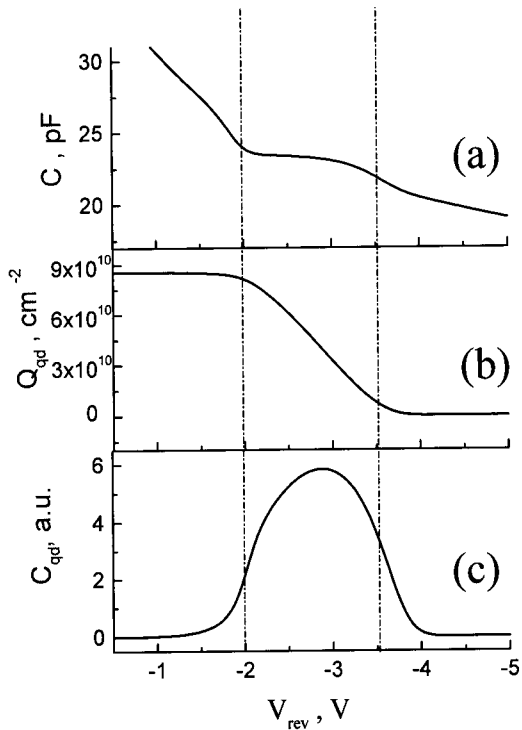 30
25
20
C , pF
(a)
9x10^10
6x10^10
3x10^10
0
Q_qd , cm^-2
(b)
6
4
2
0
C_qd, a.u.
(c)
-1
-2
-3
-4
-5
V_rev , V